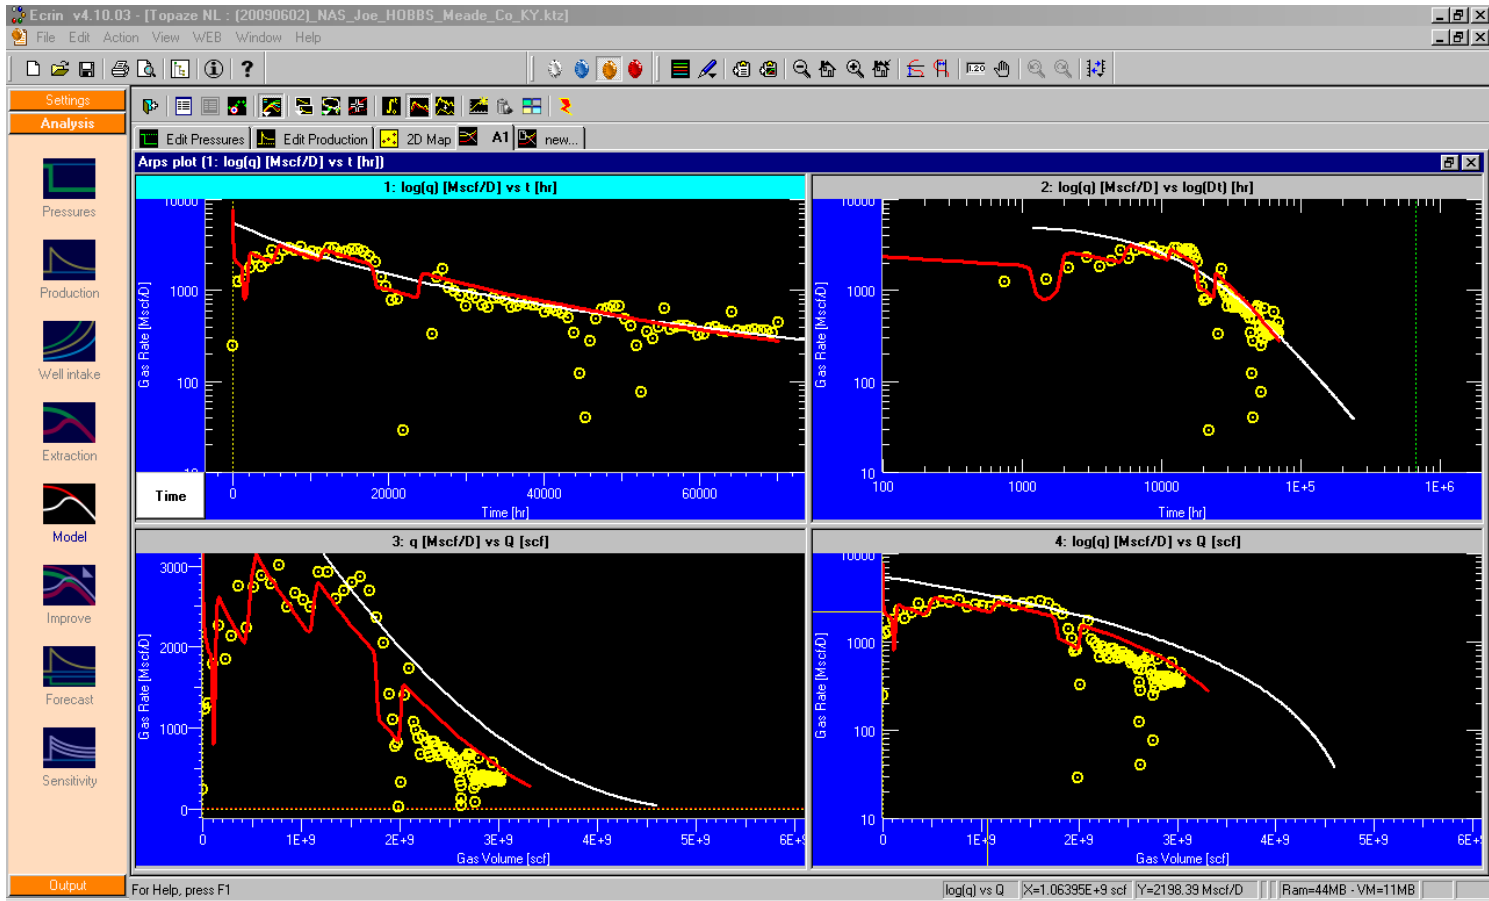 Ecrin v4.10.03 - [Topaze NL : (20090602)_NAS_Joe_HOBBS_Meade_Co_KY.ktz]
File Edit Action View WEB Window Help
Settings
Analysis
Edit Pressures Edit Production 2D Map A1 new...
Arps plot (1: log(q) [Mscf/D] vs t [hr])
Pressures
Production
Well intake
Extraction
Model
Improve
Forecast
Sensitivity
Output
1: log(q) [Mscf/D] vs t [hr]
10000
1000
100
10
Gas Rate [Mscf/D]
Time
0 20000 40000 60000
Time [hr]
2: log(q) [Mscf/D] vs log(Dt) [hr]
10000
1000
100
10
Gas Rate [Mscf/D]
100 1000 10000 1E+5 1E+6
Time [hr]
3: q [Mscf/D] vs Q [scf]
3000
2000
1000
0
Gas Rate [Mscf/D]
0 1E+9 2E+9 3E+9 4E+9 5E+9 6E+
Gas Volume [scf]
4: log(q) [Mscf/D] vs Q [scf]
10000
1000
100
10
Gas Rate [Mscf/D]
0 1E+9 2E+9 3E+9 4E+9 5E+9 6E+
Gas Volume [scf]
For Help, press F1
log(q) vs Q X=1.06395E+9 scf Y=2198.39 Mscf/D Ram=44MB - VM=11MB